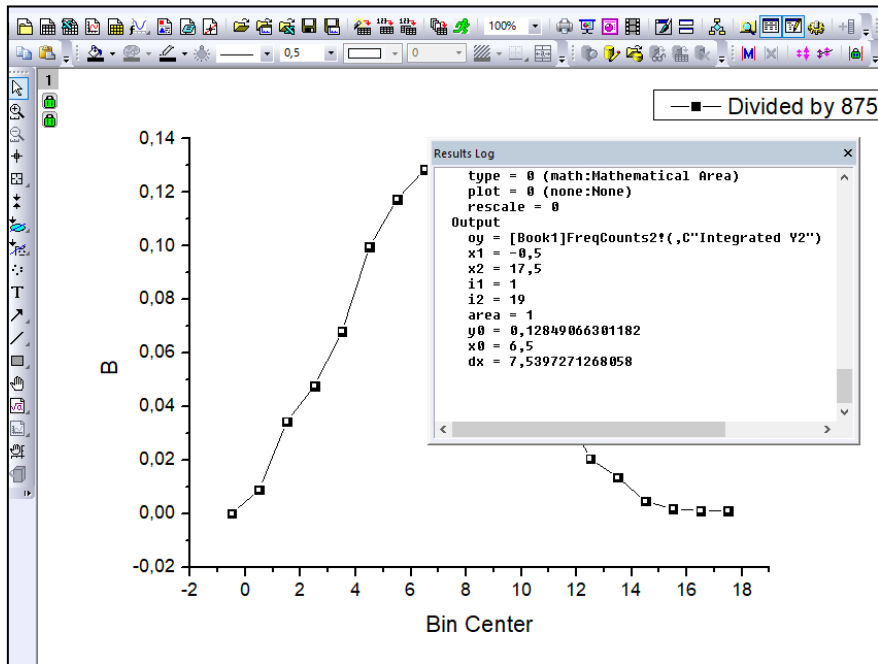 100%
0,5
0
1
Divided by 875
0,14
0,12
0,10
0,08
0,06
0,04
0,02
0,00
-0,02
B
-2
0
2
4
6
8
10
12
14
16
18
Bin Center
Results Log
type = 0 (math:Mathematical Area)
plot = 0 (none:None)
rescale = 0
Output
oy = [Book1]FreqCounts2!(,C"Integrated Y2")
x1 = -0,5
x2 = 17,5
i1 = 1
i2 = 19
area = 1
y0 = 0,12849066301182
x0 = 6,5
dx = 7,5397271268058
T